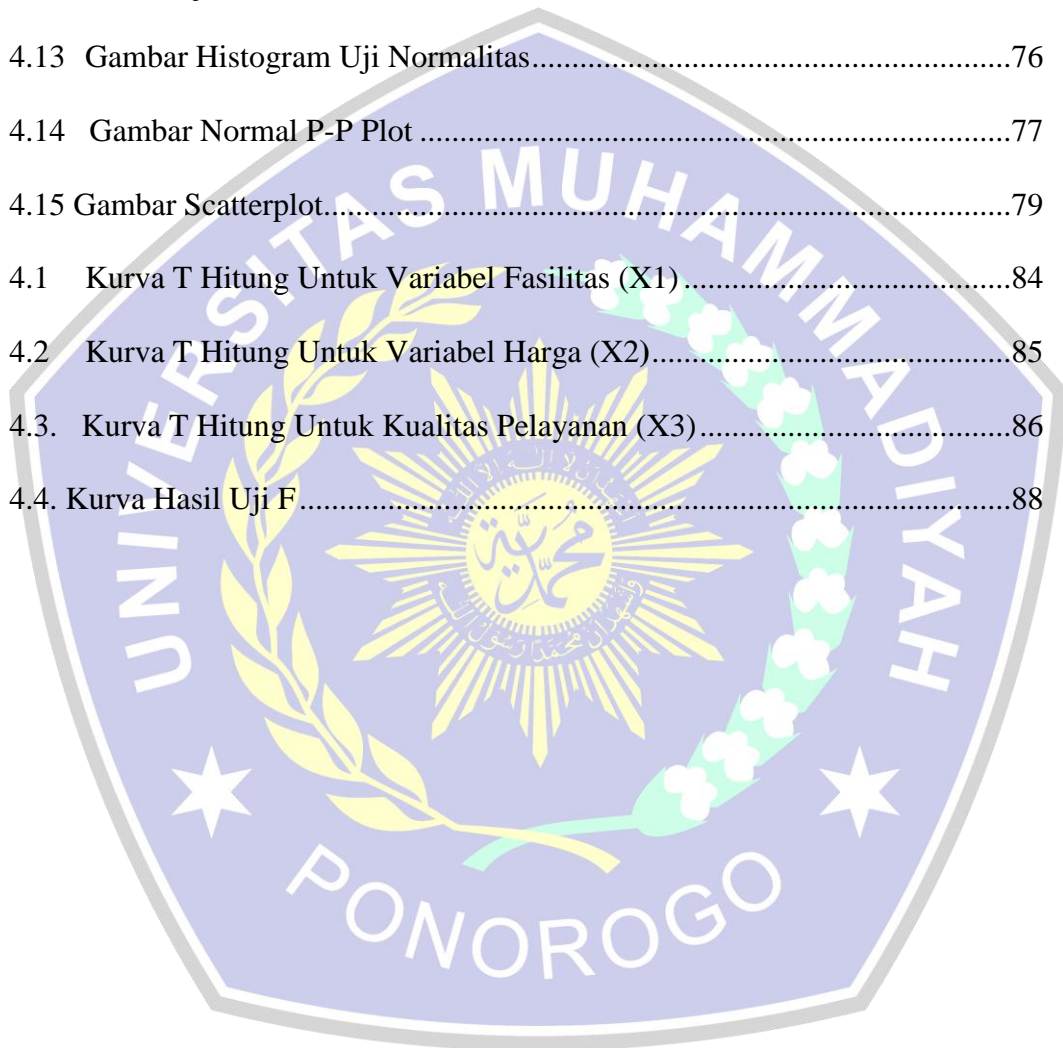 4.13 Gambar Histogram Uji Normalitas................................................................76
4.14 Gambar Normal P-P Plot ..............................................................................77
4.15 Gambar Scatterplot.........................................................................................79
4.1 Kurva T Hitung Untuk Variabel Fasilitas (X1) ..........................................84
4.2 Kurva T Hitung Untuk Variabel Harga (X2)..............................................85
4.3. Kurva T Hitung Untuk Kualitas Pelayanan (X3) ........................................86
4.4. Kurva Hasil Uji F ............................................................................................88
UNIVERSITAS MUHAMMADIYAH
PONOROGO
محمد